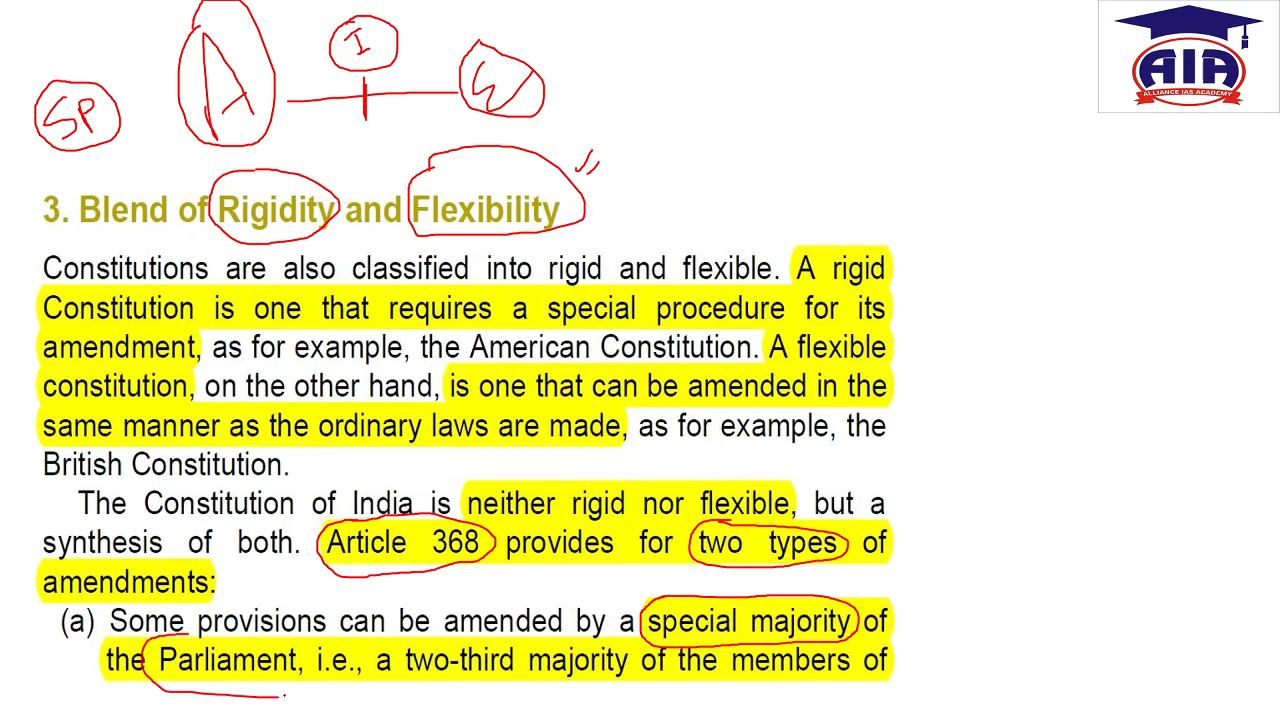 SP A I E
AIA
ALLIANCE IAS ACADEMY
3. Blend of Rigidity and Flexibility
Constitutions are also classified into rigid and flexible. A rigid
Constitution is one that requires a special procedure for its
amendment, as for example, the American Constitution. A flexible
constitution, on the other hand, is one that can be amended in the
same manner as the ordinary laws are made, as for example, the
British Constitution.
The Constitution of India is neither rigid nor flexible, but a
synthesis of both. Article 368 provides for two types of
amendments:
(a) Some provisions can be amended by a special majority of
the Parliament, i.e., a two-third majority of the members of